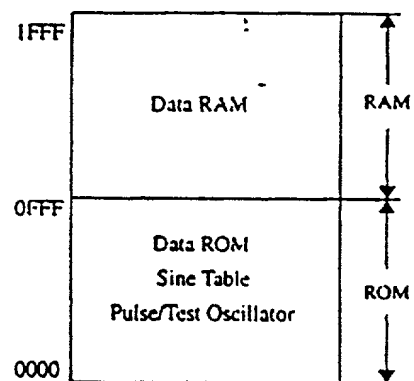 1FFF
Data RAM
RAM
0FFF
Data ROM
Sine Table
Pulse/Test Oscillator
ROM
0000